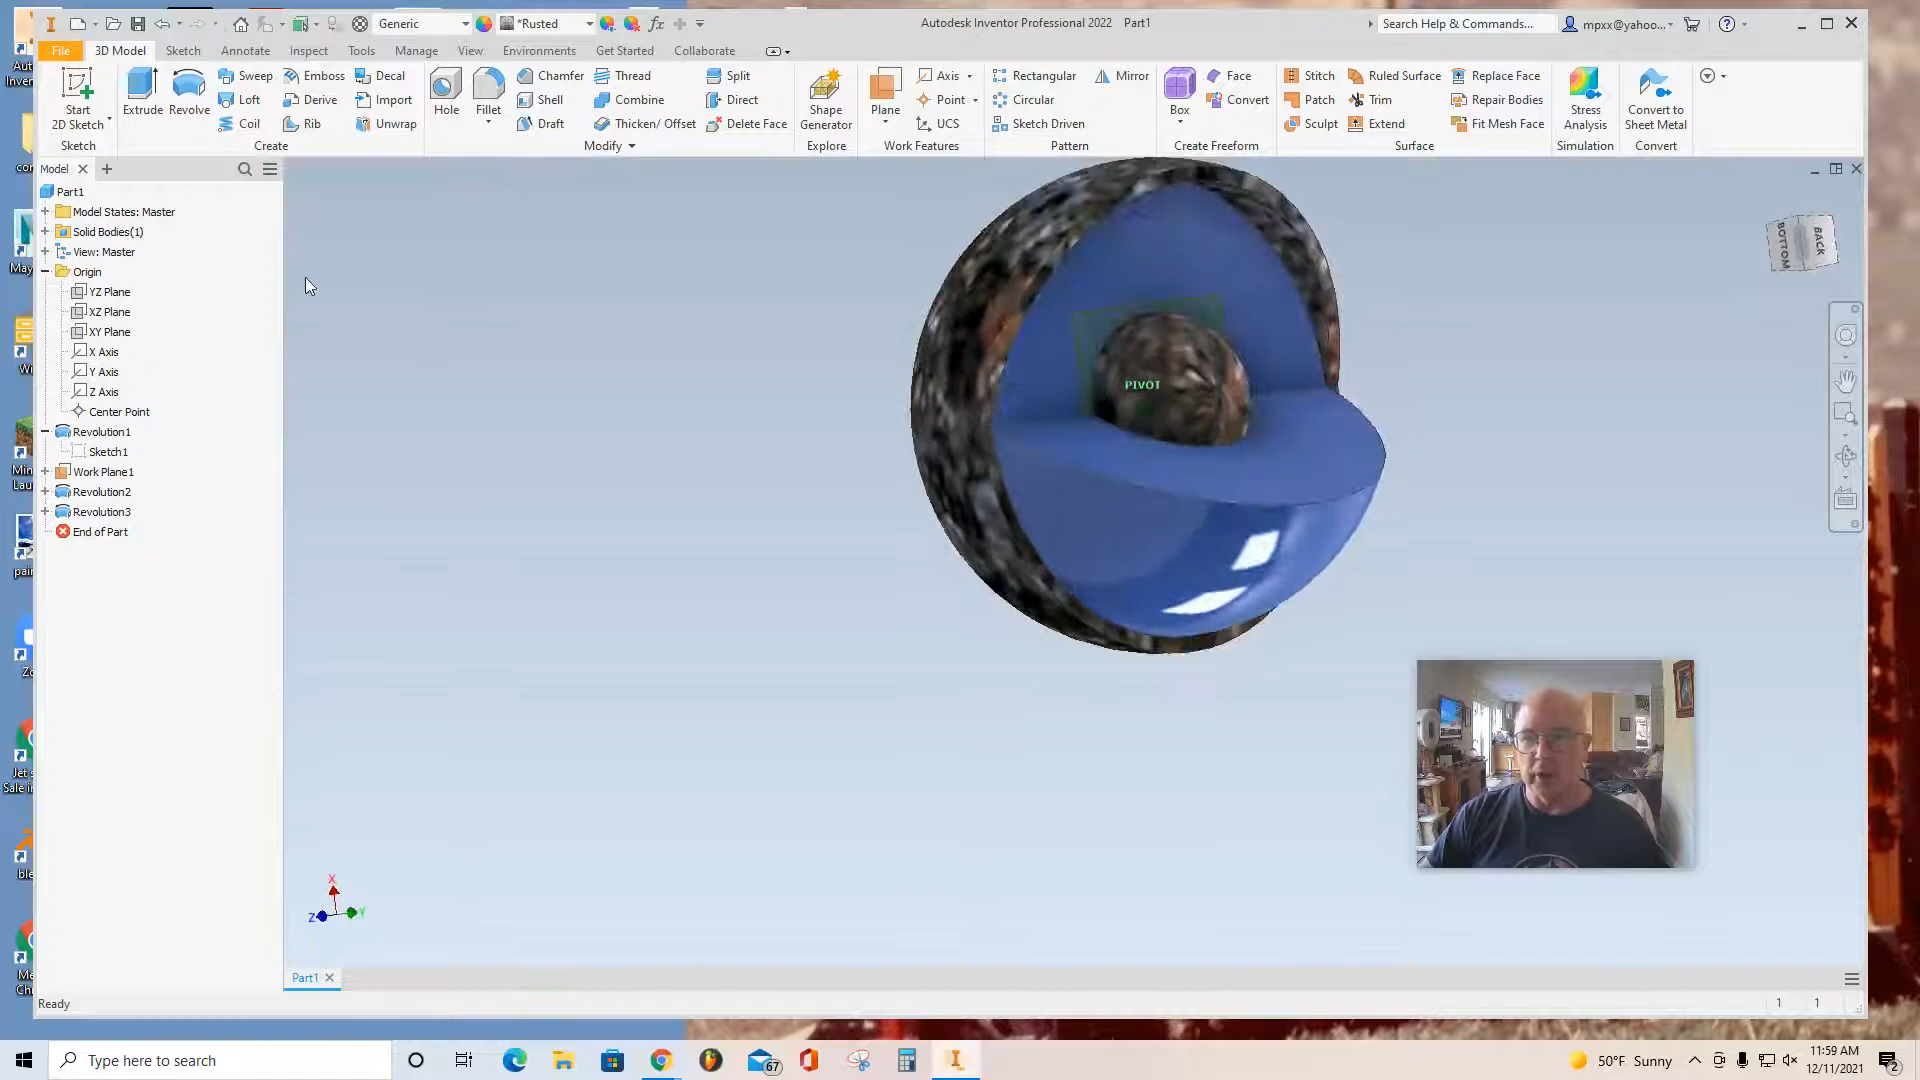 Generic
*Rusted
Autodesk Inventor Professional 2022 Part1
Search Help & Commands...
mpxx@yahoo...
File
3D Model
Sketch
Annotate
Inspect
Tools
Manage
View
Environments
Get Started
Collaborate
Start
2D Sketch
Sketch
Extrude
Revolve
Sweep
Emboss
Decal
Loft
Derive
Import
Coil
Rib
Unwrap
Create
Hole
Fillet
Chamfer
Thread
Split
Shell
Combine
Direct
Draft
Thicken/ Offset
Delete Face
Modify
Shape
Generator
Explore
Plane
Axis
Point
UCS
Work Features
Rectangular
Mirror
Circular
Sketch Driven
Pattern
Box
Face
Convert
Create Freeform
Stitch
Ruled Surface
Replace Face
Patch
Trim
Repair Bodies
Sculpt
Extend
Fit Mesh Face
Surface
Stress
Analysis
Simulation
Convert to
Sheet Metal
Convert
Model
Part1
Model States: Master
Solid Bodies(1)
View: Master
Origin
YZ Plane
XZ Plane
XY Plane
X Axis
Y Axis
Z Axis
Center Point
Revolution1
Sketch1
Work Plane1
Revolution2
Revolution3
End of Part
PIVOT
BOTTOM
BACK
X
Z
Y
Part1
Ready
1
1
Type here to search
67
50°F Sunny
11:59 AM
12/11/2021
2